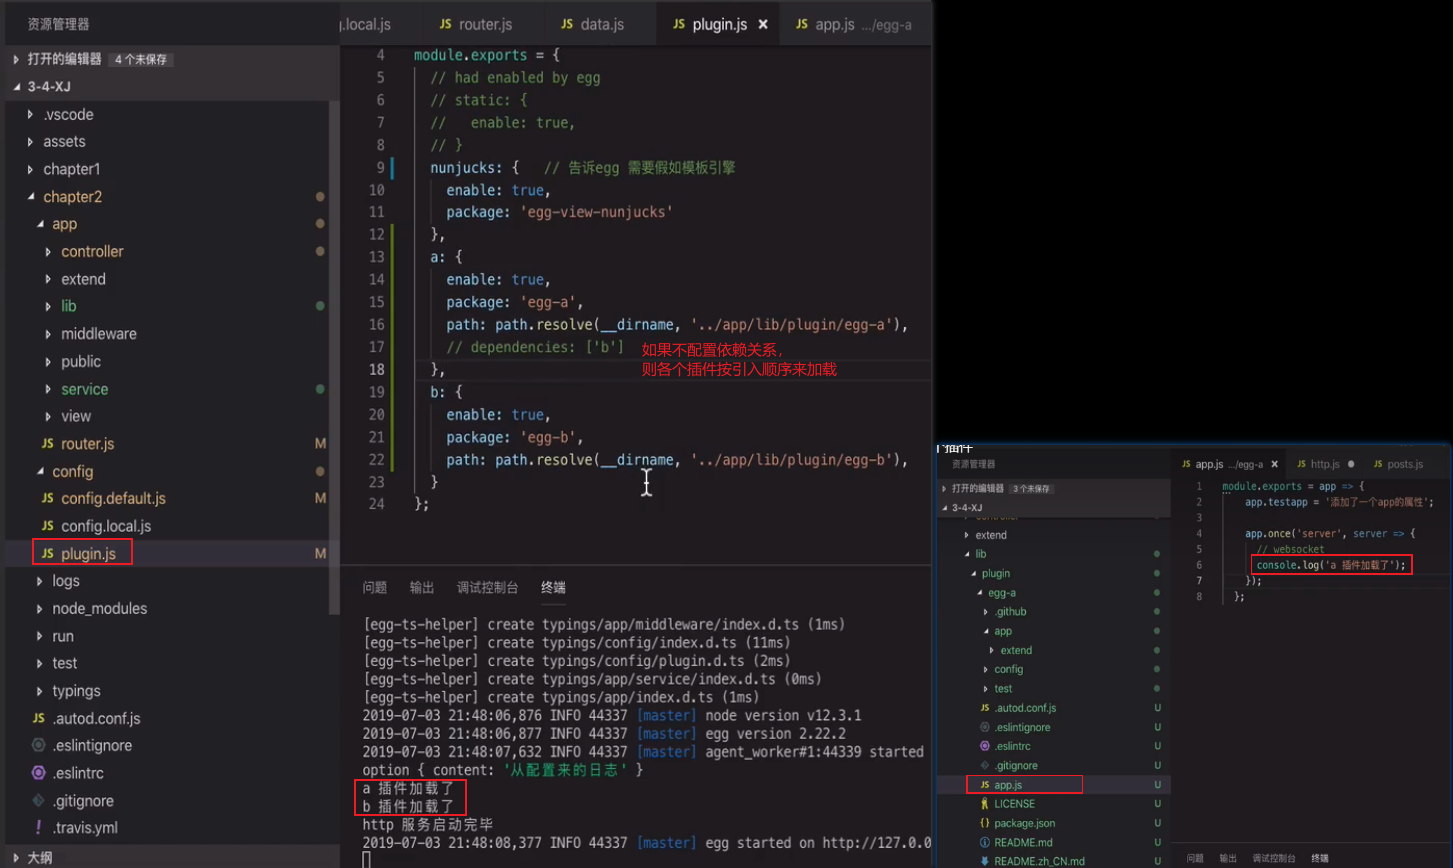 资源管理器
打开的编辑器 4 个未保存
3-4-XJ
.vscode
assets
chapter1
chapter2
app
controller
extend
lib
middleware
public
service
view
JS router.js M
config
JS config.default.js M
JS config.local.js
JS plugin.js M
logs
node_modules
run
test
typings
JS .autod.conf.js
.eslintignore
.eslintrc
.gitignore
! .travis.yml
大纲
g.local.js JS router.js JS data.js JS plugin.js × JS app.js .../egg-a
4 module.exports = {
5 // had enabled by egg
6 // static: {
7 //   enable: true,
8 // }
9 nunjucks: {   // 告诉egg 需要假如模板引擎
10 enable: true,
11 package: 'egg-view-nunjucks'
12 },
13 a: {
14 enable: true,
15 package: 'egg-a',
16 path: path.resolve(__dirname, '../app/lib/plugin/egg-a'),
17 // dependencies: ['b']
如果不配置依赖关系，
则各个插件按引入顺序来加载
18 },
19 b: {
20 enable: true,
21 package: 'egg-b',
22 path: path.resolve(__dirname, '../app/lib/plugin/egg-b'),
23 }
24 };
问题 输出 调试控制台 终端
[egg-ts-helper] create typings/app/middleware/index.d.ts (1ms)
[egg-ts-helper] create typings/config/index.d.ts (11ms)
[egg-ts-helper] create typings/config/plugin.d.ts (2ms)
[egg-ts-helper] create typings/app/service/index.d.ts (0ms)
[egg-ts-helper] create typings/app/index.d.ts (1ms)
2019-07-03 21:48:06,876 INFO 44337 [master] node version v12.3.1
2019-07-03 21:48:06,877 INFO 44337 [master] egg version 2.22.2
2019-07-03 21:48:07,632 INFO 44337 [master] agent_worker#1:44339 started
option { content: '从配置来的日志' }
a 插件加载了
b 插件加载了
http 服务启动完毕
2019-07-03 21:48:08,377 INFO 44337 [master] egg started on http://127.0.0
插件
资源管理器
打开的编辑器 3 个未保存
3-4-XJ
extend
lib
plugin
egg-a
.github
app
extend
config
test
JS .autod.conf.js U
.eslintignore U
.eslintrc U
.gitignore U
JS app.js U
LICENSE U
{} package.json U
README.md U
README.zh_CN.md U
JS app.js .../egg-a × JS http.js ● JS posts.js
1 module.exports = app => {
2 app.testapp = '添加了一个app的属性';
3
4 app.once('server', server => {
5 // websocket
6 console.log('a 插件加载了');
7 });
8 };
问题 输出 调试控制台 终端